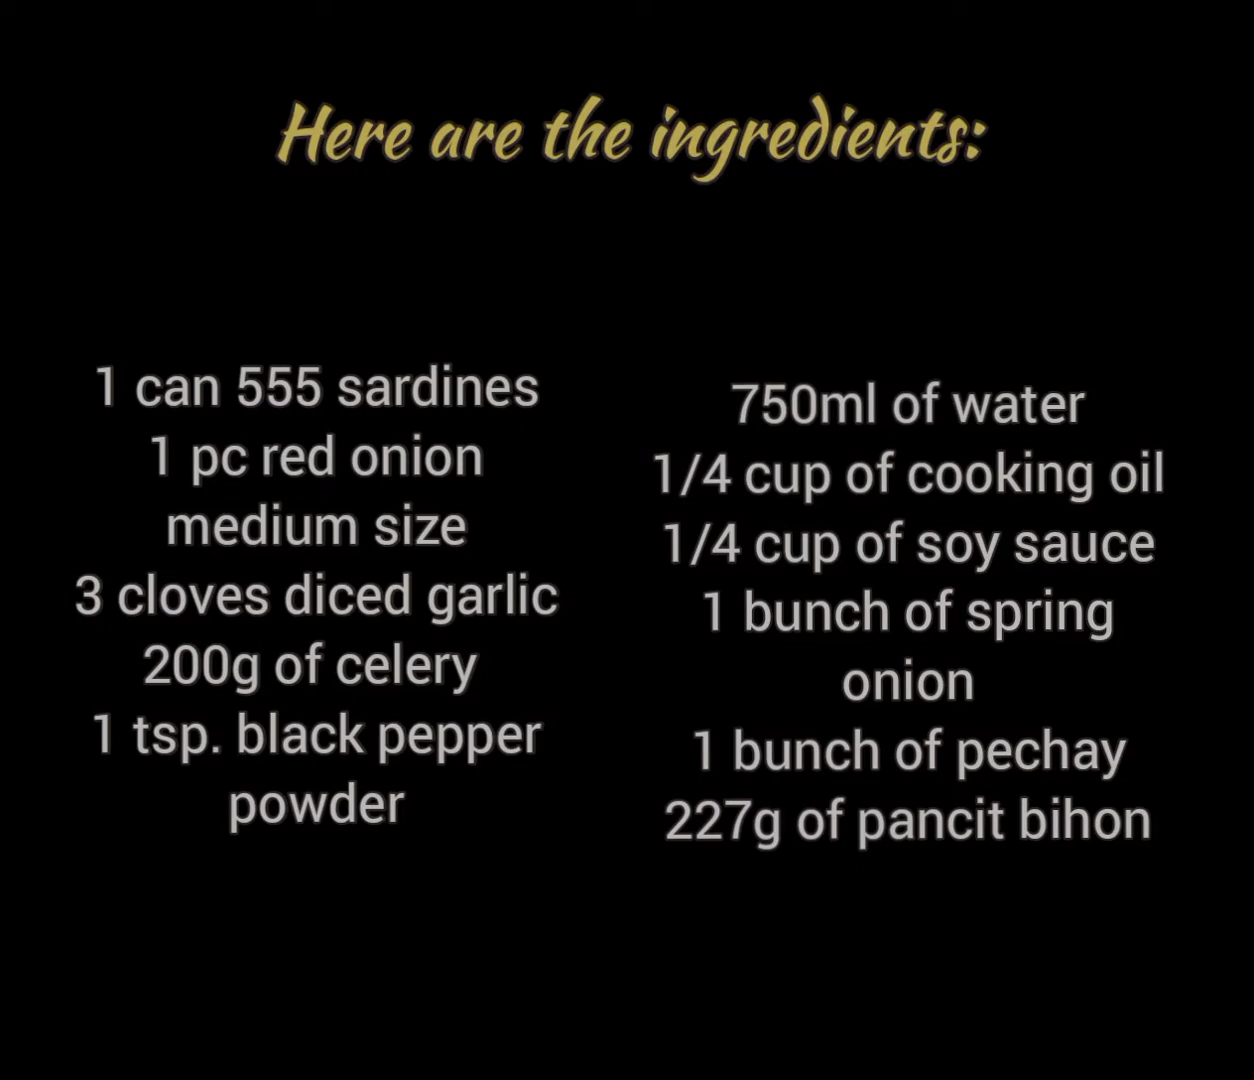 Here are the ingredients:
1 can 555 sardines
1 pc red onion
medium size
3 cloves diced garlic
200g of celery
1 tsp. black pepper
powder
750ml of water
1/4 cup of cooking oil
1/4 cup of soy sauce
1 bunch of spring
onion
1 bunch of pechay
227g of pancit bihon